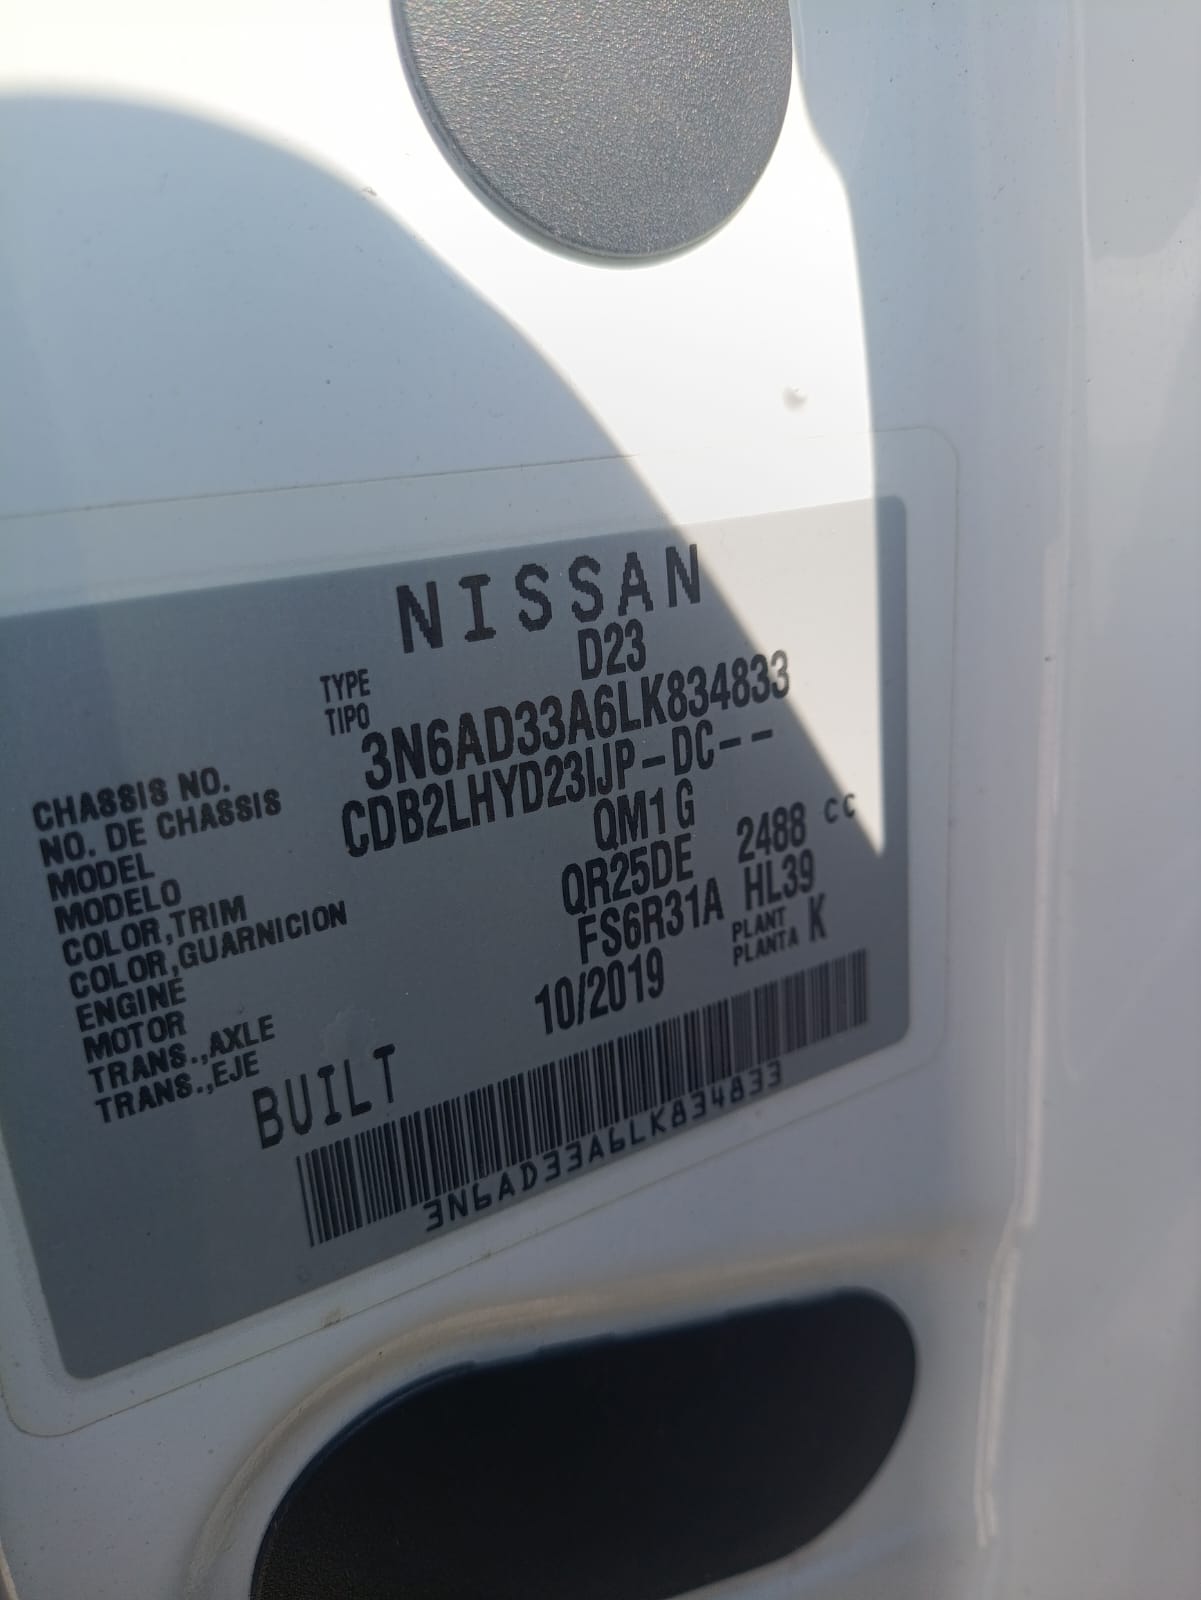 NISSAN
TYPE
TIPO D23
CHASSIS NO.
NO. DE CHASSIS 3N6AD33A6LK834833
MODEL
MODELO CDB2LHYD23IJP-DC--
COLOR,TRIM
COLOR,GUARNICION QM1 G
ENGINE
MOTOR QR25DE 2488 CC
TRANS.,AXLE
TRANS.,EJE FS6R31A HL39
PLANT
PLANTA K
BUILT 10/2019
3N6AD33A6LK834833